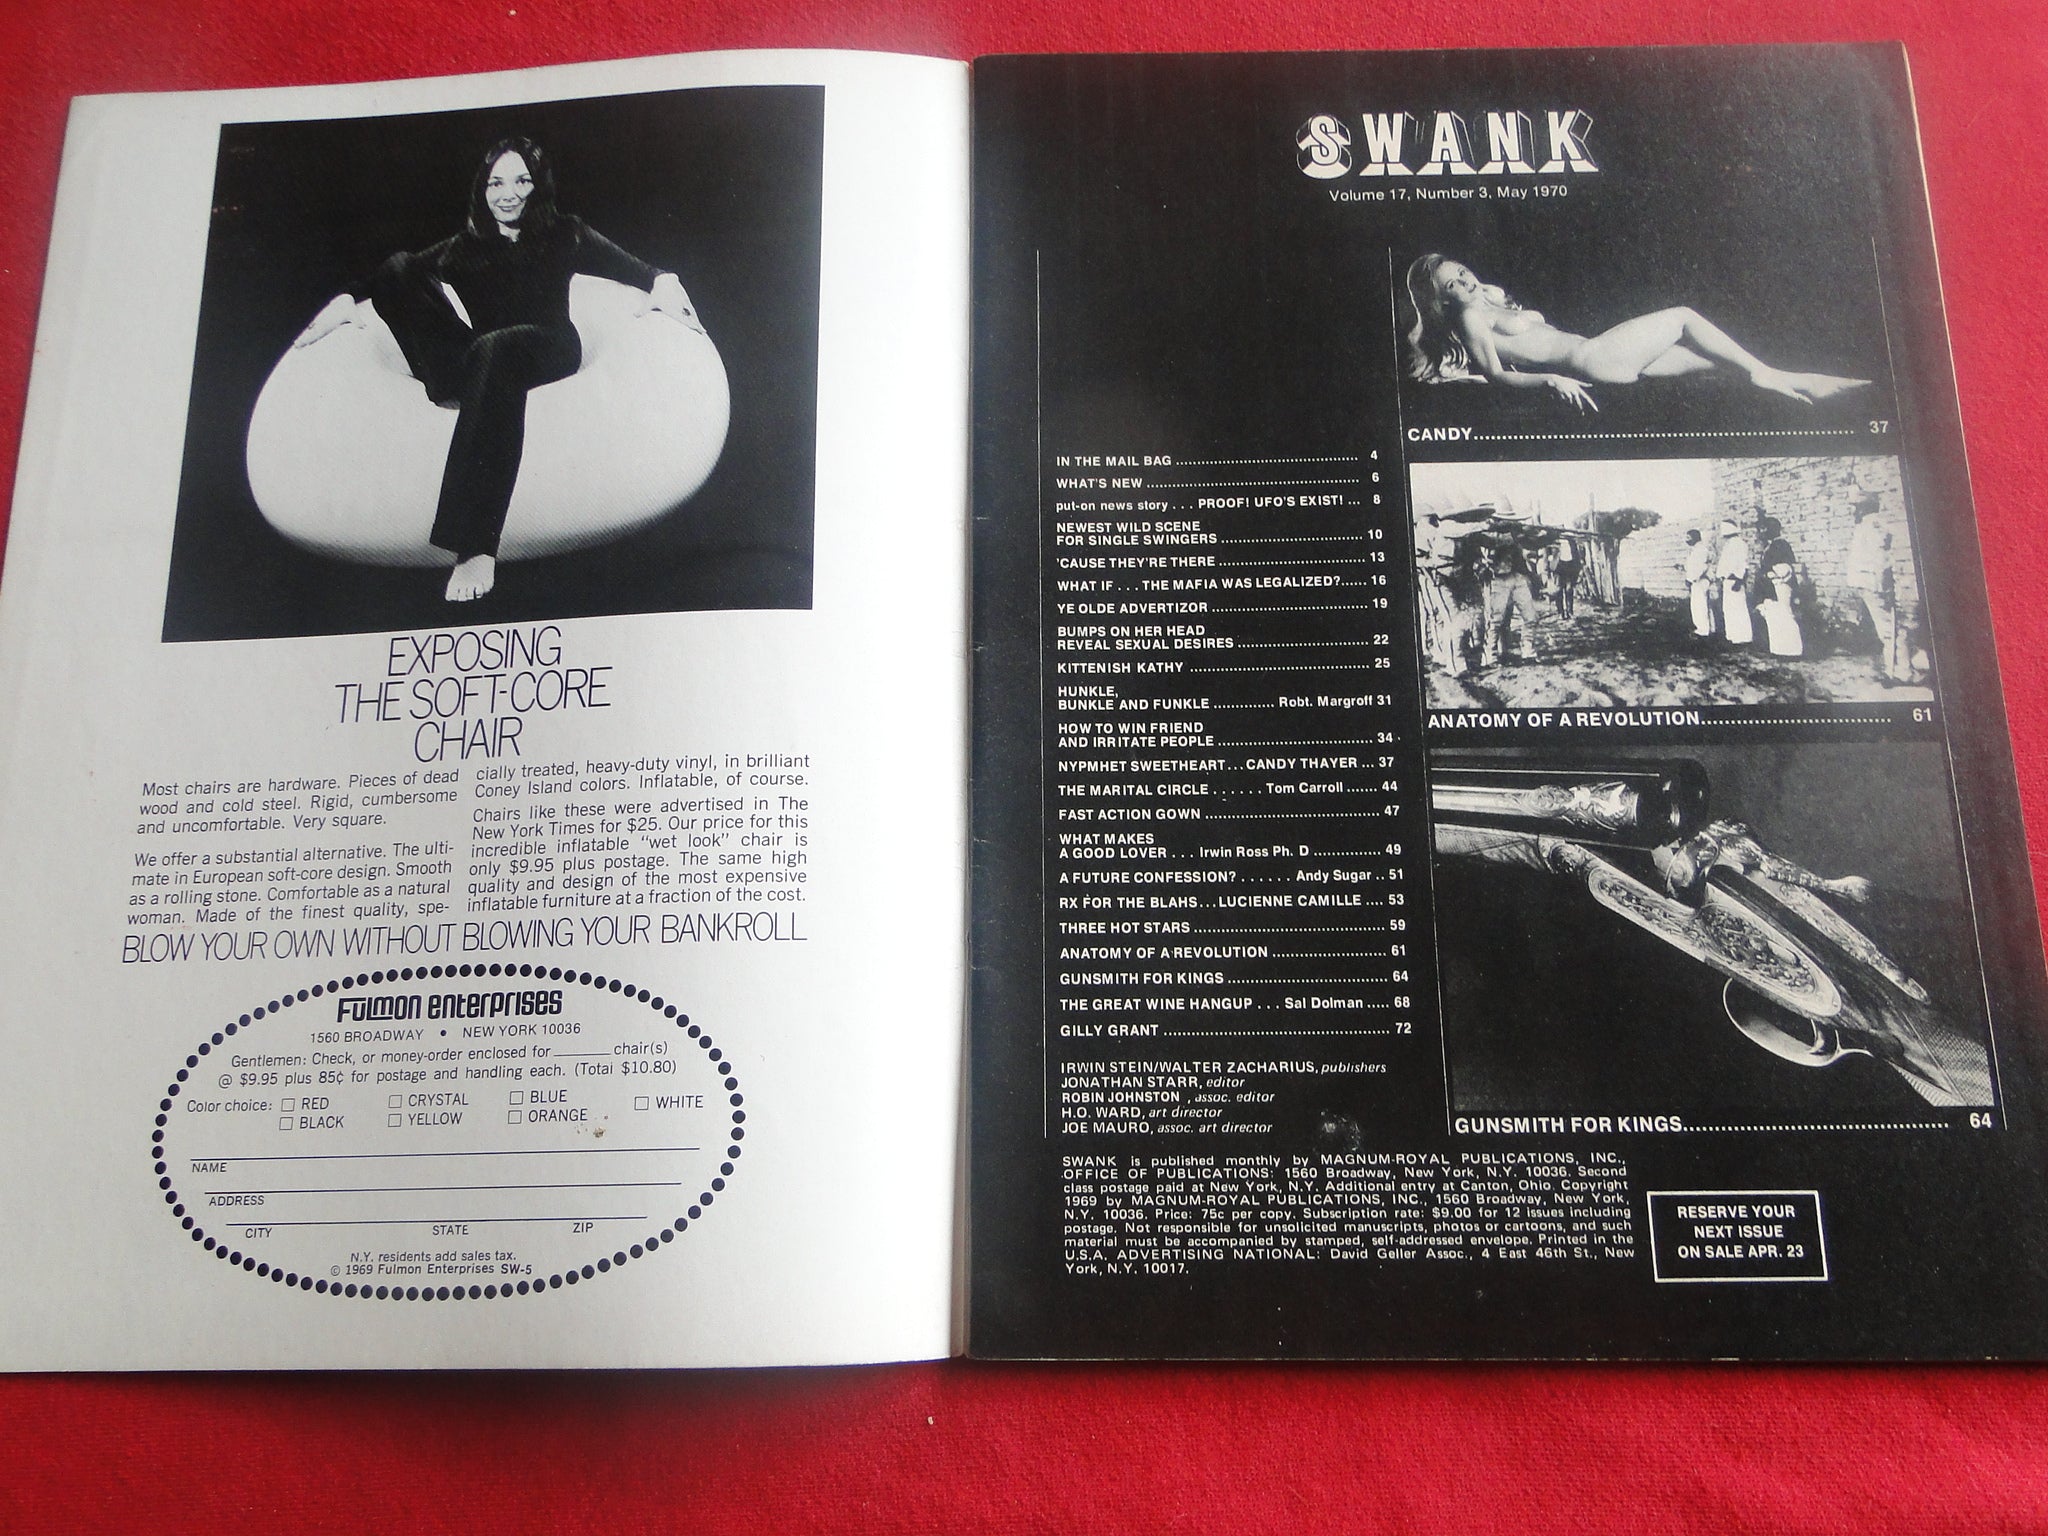 EXPOSING
THE SOFT-CORE
CHAIR
Most chairs are hardware. Pieces of dead
wood and cold steel. Rigid, cumbersome
and uncomfortable. Very square.
We offer a substantial alternative. The ulti-
mate in European soft-core design. Smooth
as a rolling stone. Comfortable as a natural
woman. Made of the finest quality, spe-
cially treated, heavy-duty vinyl, in brilliant
Coney Island colors. Inflatable, of course.
Chairs like these were advertised in The
New York Times for $25. Our price for this
incredible inflatable "wet look" chair is
only $9.95 plus postage. The same high
quality and design of the most expensive
inflatable furniture at a fraction of the cost.
BLOW YOUR OWN WITHOUT BLOWING YOUR BANKROLL
Fulmon enterprises
1560 BROADWAY • NEW YORK 10036
Gentlemen: Check, or money-order enclosed for ______ chair(s)
@ $9.95 plus 85¢ for postage and handling each. (Total $10.80)
Color choice: □ RED □ CRYSTAL □ BLUE □ WHITE
□ BLACK □ YELLOW □ ORANGE
NAME
ADDRESS
CITY STATE ZIP
N.Y. residents add sales tax.
© 1969 Fulmon Enterprises SW-5
SWANK
Volume 17, Number 3, May 1970
IN THE MAIL BAG ........ 4
WHAT'S NEW ........ 6
put-on news story . . . PROOF! UFO'S EXIST! ... 8
NEWEST WILD SCENE
FOR SINGLE SWINGERS ........ 10
'CAUSE THEY'RE THERE ........ 13
WHAT IF . . . THE MAFIA WAS LEGALIZED?...... 16
YE OLDE ADVERTIZOR ........ 19
BUMPS ON HER HEAD
REVEAL SEXUAL DESIRES ........ 22
KITTENISH KATHY ........ 25
HUNKLE,
BUNKLE AND FUNKLE ........ Robt. Margroff 31
HOW TO WIN FRIEND
AND IRRITATE PEOPLE ........ 34
NYPMHET SWEETHEART...CANDY THAYER ... 37
THE MARITAL CIRCLE . . . . . . Tom Carroll ....... 44
FAST ACTION GOWN ........ 47
WHAT MAKES
A GOOD LOVER . . . Irwin Ross Ph. D ........ 49
A FUTURE CONFESSION? . . . . . . Andy Sugar .. 51
RX FOR THE BLAHS...LUCIENNE CAMILLE .... 53
THREE HOT STARS ........ 59
ANATOMY OF A REVOLUTION ........ 61
GUNSMITH FOR KINGS ........ 64
THE GREAT WINE HANGUP . . . Sal Dolman ..... 68
GILLY GRANT ........ 72
IRWIN STEIN/WALTER ZACHARIUS, publishers
JONATHAN STARR, editor
ROBIN JOHNSTON , assoc. editor
H.O. WARD, art director
JOE MAURO, assoc. art director
CANDY........ 37
ANATOMY OF A REVOLUTION........ 61
GUNSMITH FOR KINGS........ 64
SWANK is published monthly by MAGNUM-ROYAL PUBLICATIONS, INC.,
OFFICE OF PUBLICATIONS: 1560 Broadway, New York, N.Y. 10036. Second
class postage paid at New York, N.Y. Additional entry at Canton, Ohio. Copyright
1969 by MAGNUM-ROYAL PUBLICATIONS, INC., 1560 Broadway, New York,
N.Y. 10036. Price: 75c per copy. Subscription rate: $9.00 for 12 issues including
postage. Not responsible for unsolicited manuscripts, photos or cartoons, and such
material must be accompanied by stamped, self-addressed envelope. Printed in the
U.S.A. ADVERTISING NATIONAL: David Geller Assoc., 4 East 46th St., New
York, N.Y. 10017.
RESERVE YOUR
NEXT ISSUE
ON SALE APR. 23